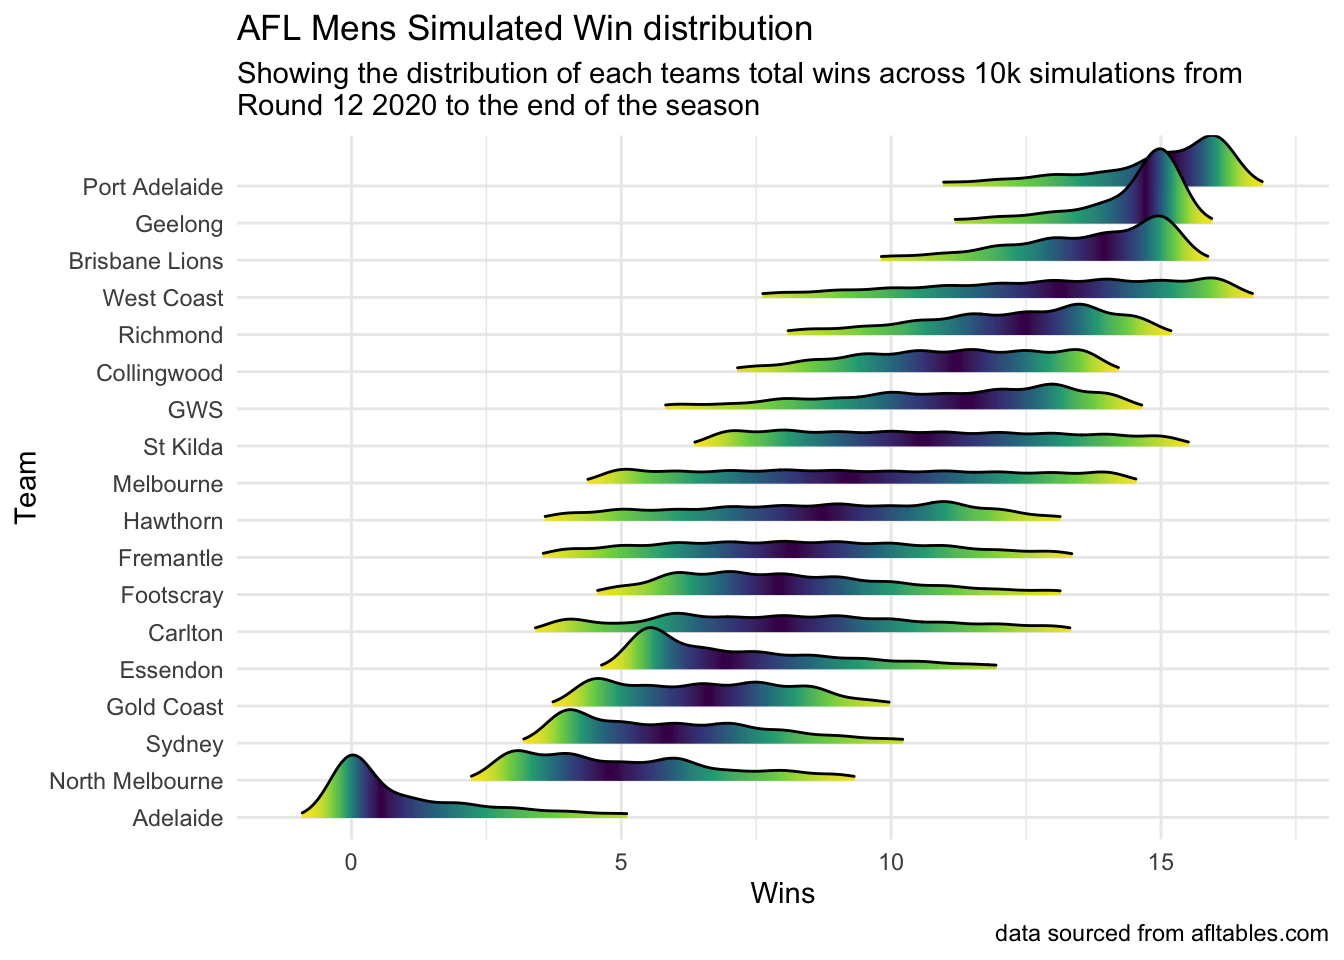 AFL Mens Simulated Win distribution
Showing the distribution of each teams total wins across 10k simulations from
Round 12 2020 to the end of the season
Team
Port Adelaide
Geelong
Brisbane Lions
West Coast
Richmond
Collingwood
GWS
St Kilda
Melbourne
Hawthorn
Fremantle
Footscray
Carlton
Essendon
Gold Coast
Sydney
North Melbourne
Adelaide
0 5 10 15
Wins
data sourced from afltables.com